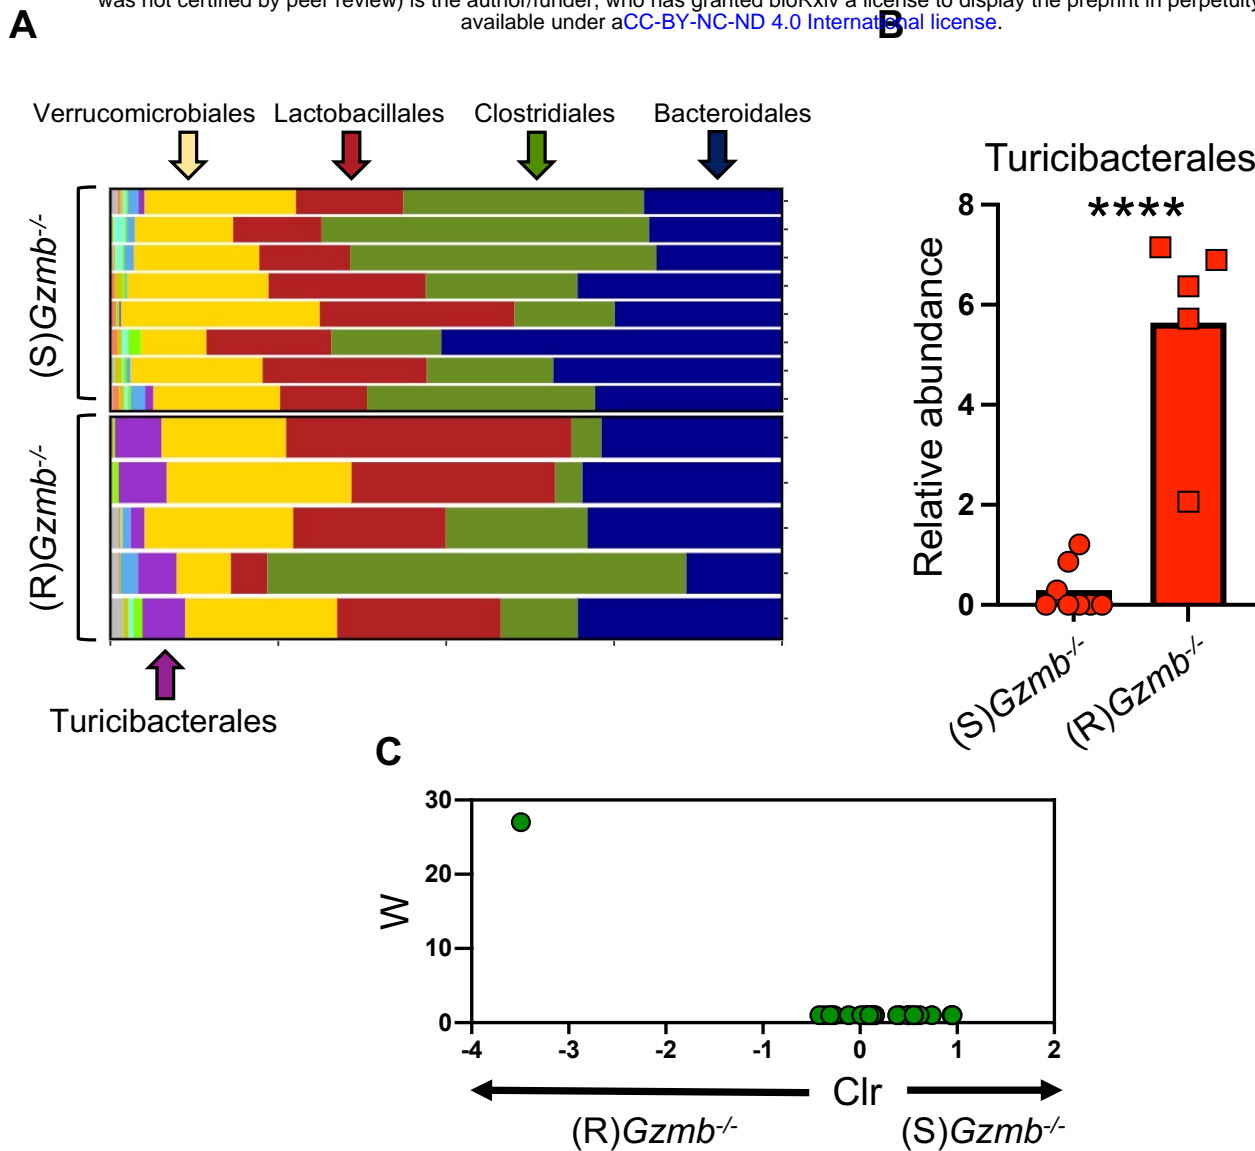 was not certified by peer review) is the author/funder, who has granted bioRxiv a license to display the preprint in perpetuity
available under aCC-BY-NC-ND 4.0 International license.
A
B
Verrucomicrobiales Lactobacillales Clostridiales Bacteroidales
(S)Gzmb-/-
(R)Gzmb-/-
Turicibacterales
Turicibacterales
****
Relative abundance
8
6
4
2
0
(S)Gzmb-/-
(R)Gzmb-/-
C
W
30
20
10
0
-4 -3 -2 -1 0 1 2
Clr
(R)Gzmb-/- (S)Gzmb-/-